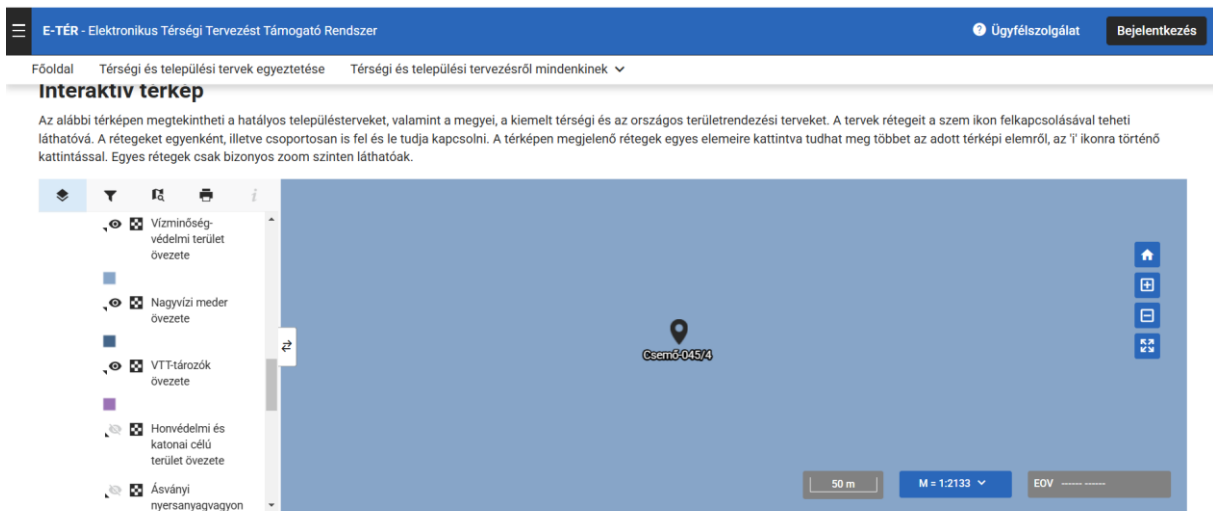 E-TÉR - Elektronikus Térségi Tervezést Támogató Rendszer
Ügyfélszolgálat
Bejelentkezés
Főoldal
Térségi és települési tervek egyeztetése
Térségi és települési tervezésről mindenkinek
Interaktív térkép
Az alábbi térképen megtekintheti a hatályos településterveket, valamint a megyei, a kiemelt térségi és az országos területrendezési terveket. A tervek rétegeit a szem ikon felkapcsolásával teheti
láthatóvá. A rétegeket egyenként, illetve csoportosan is fel és le tudja kapcsolni. A térképen megjelenő rétegek egyes elemeire kattintva tudhat meg többet az adott térképi elemről, az 'i' ikonra történő
kattintással. Egyes rétegek csak bizonyos zoom szinten láthatóak.
i
Vízminőség-
védelmi terület
övezete
Nagyvízi meder
övezete
VTT-tározók
övezete
Honvédelmi és
katonai célú
terület övezete
Ásványi
nyersanyagvagyon
Csemő-045/4
50 m
M = 1:2133
EOV ------ ------